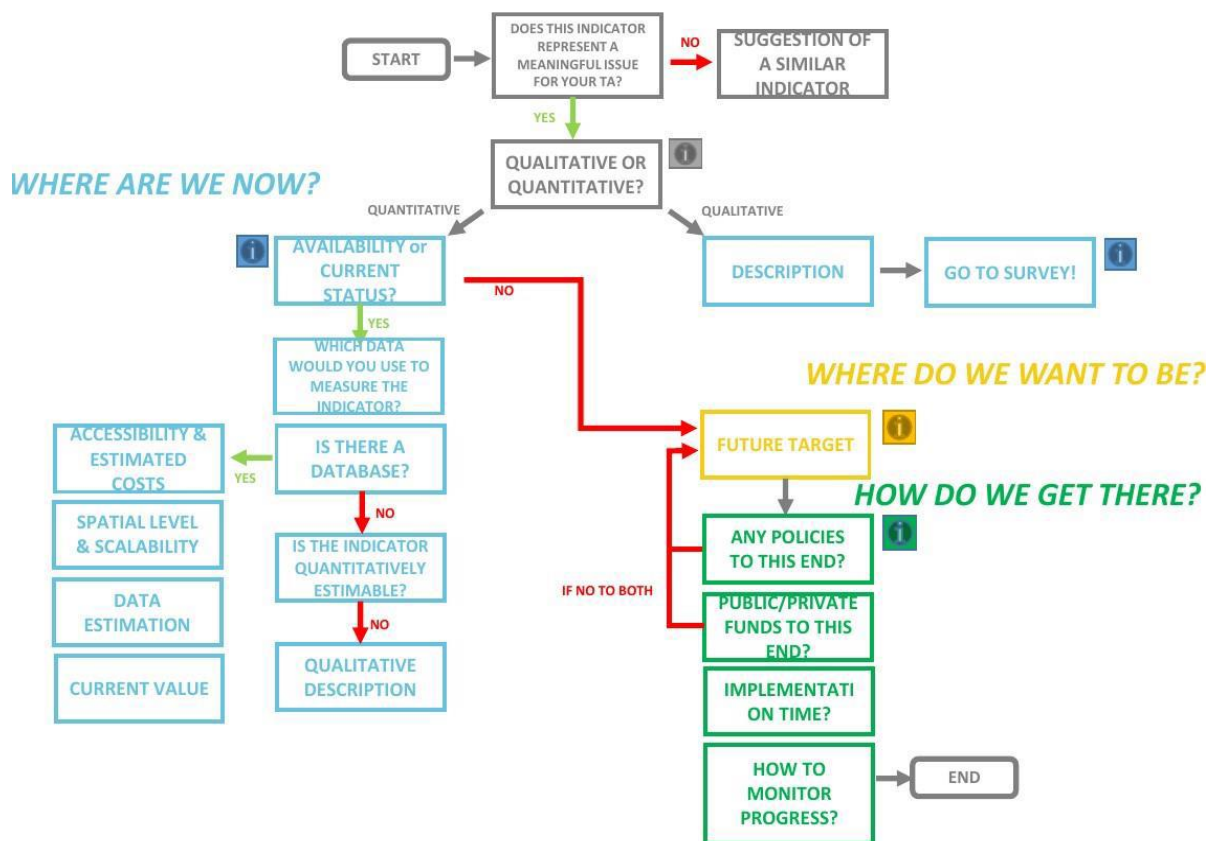 DOES THIS INDICATOR
REPRESENT A
MEANINGFUL ISSUE
FOR YOUR TA?
START
NO
SUGGESTION OF
A SIMILAR
INDICATOR
YES
QUALITATIVE OR
QUANTITATIVE?
WHERE ARE WE NOW?
QUANTITATIVE
QUALITATIVE
AVAILABILITY or
CURRENT
STATUS?
DESCRIPTION
GO TO SURVEY!
NO
YES
WHICH DATA
WOULD YOU USE TO
MEASURE THE
INDICATOR?
WHERE DO WE WANT TO BE?
ACCESSIBILITY &
ESTIMATED
COSTS
YES
IS THERE A
DATABASE?
FUTURE TARGET
HOW DO WE GET THERE?
NO
SPATIAL LEVEL
& SCALABILITY
IS THE INDICATOR
QUANTITATIVELY
ESTIMABLE?
ANY POLICIES
TO THIS END?
IF NO TO BOTH
DATA
ESTIMATION
NO
PUBLIC/PRIVATE
FUNDS TO THIS
END?
CURRENT VALUE
QUALITATIVE
DESCRIPTION
IMPLEMENTATI
ON TIME?
HOW TO
MONITOR
PROGRESS?
END